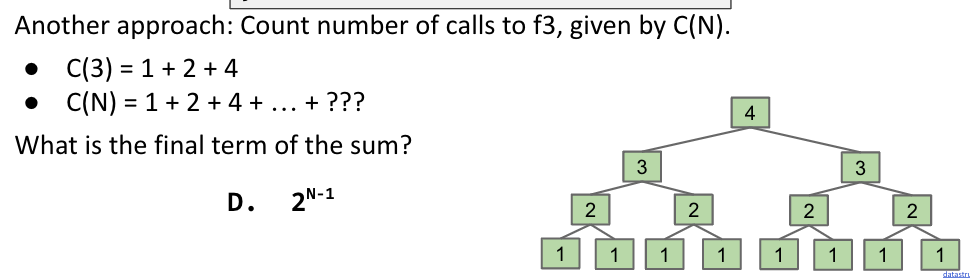 Another approach: Count number of calls to f3, given by C(N).
● C(3) = 1 + 2 + 4
● C(N) = 1 + 2 + 4 + … + ???
What is the final term of the sum?
D. 2^{N-1}
4
3 3
2 2 2 2
1 1 1 1 1 1 1 1
datastru